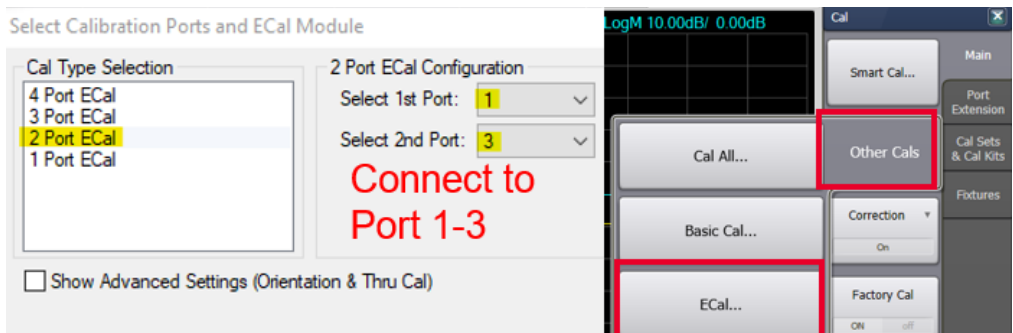 Select Calibration Ports and ECal Module
Cal Type Selection
4 Port ECal
3 Port ECal
2 Port ECal
1 Port ECal
2 Port ECal Configuration
Select 1st Port: 1
Select 2nd Port: 3
Connect to
Port 1-3
Show Advanced Settings (Orientation & Thru Cal)
LogM 10.00dB/ 0.00dB
Cal
Smart Cal...
Main
Port
Extension
Cal All...
Other Cals
Cal Sets
& Cal Kits
Fixtures
Basic Cal...
Correction
On
ECal...
Factory Cal
ON off